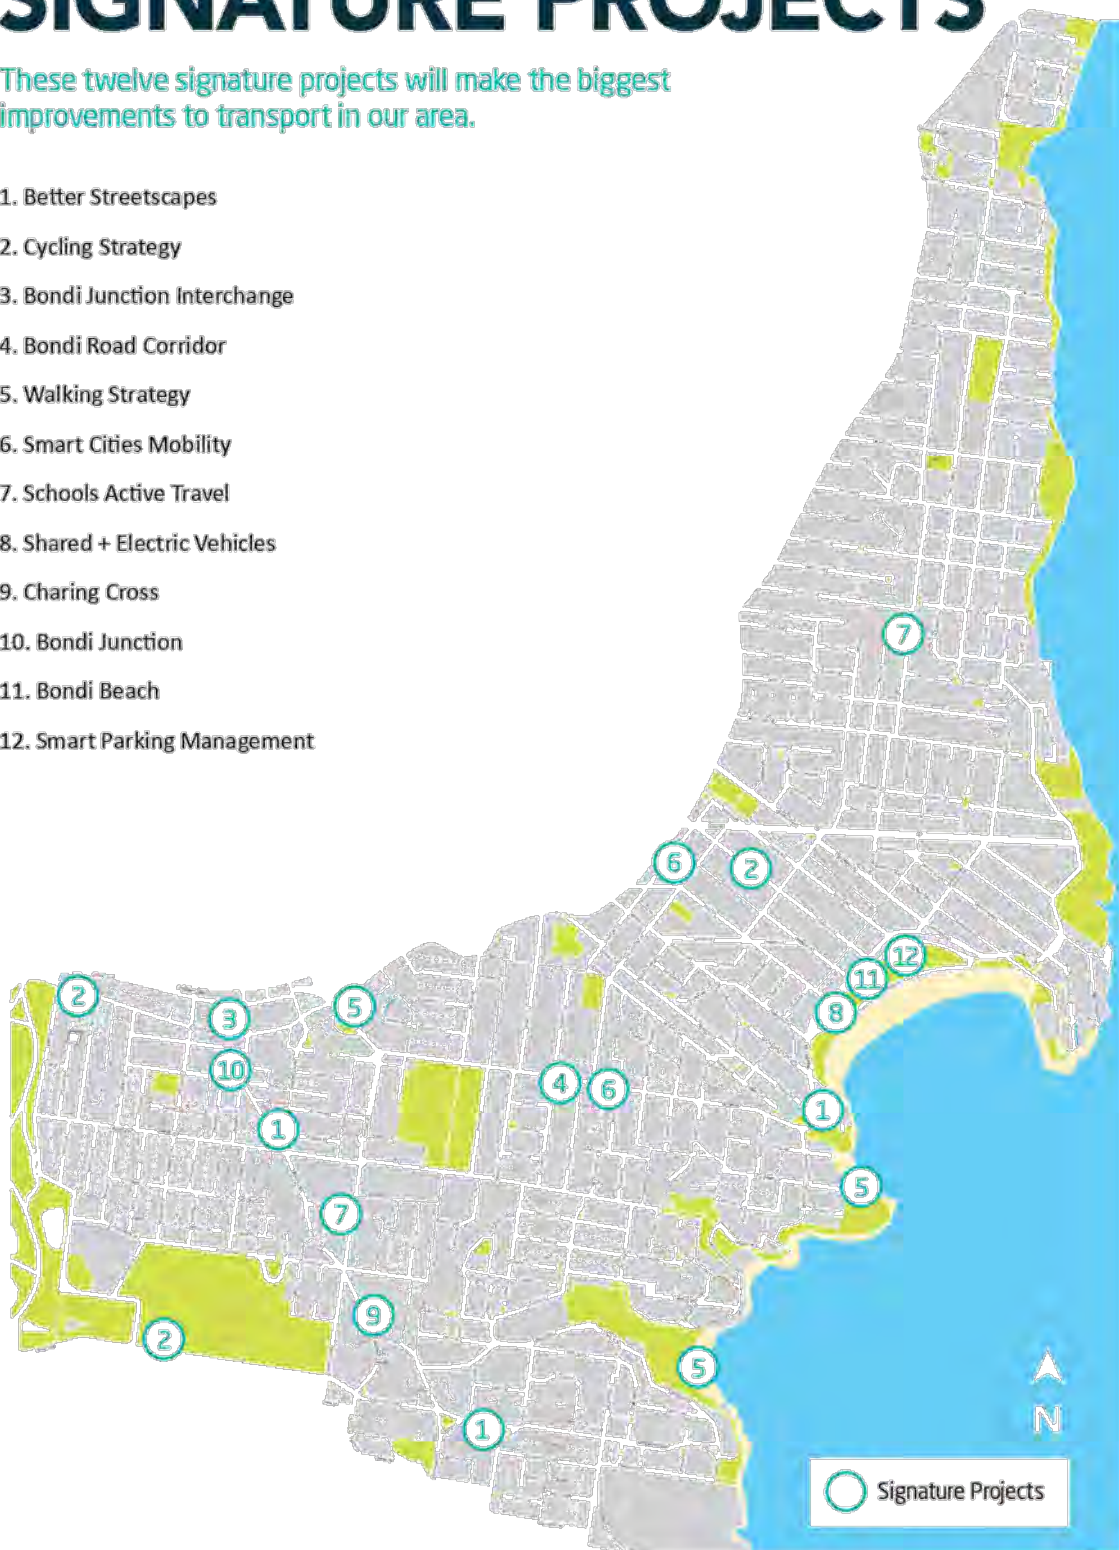 SIGNATURE PROJECTS
These twelve signature projects will make the biggest
improvements to transport in our area.
1. Better Streetscapes
2. Cycling Strategy
3. Bondi Junction Interchange
4. Bondi Road Corridor
5. Walking Strategy
6. Smart Cities Mobility
7. Schools Active Travel
8. Shared + Electric Vehicles
9. Charing Cross
10. Bondi Junction
11. Bondi Beach
12. Smart Parking Management
7
6
2
12
11
8
2
3
5
10
4
6
1
1
5
7
9
2
5
1
N
Signature Projects